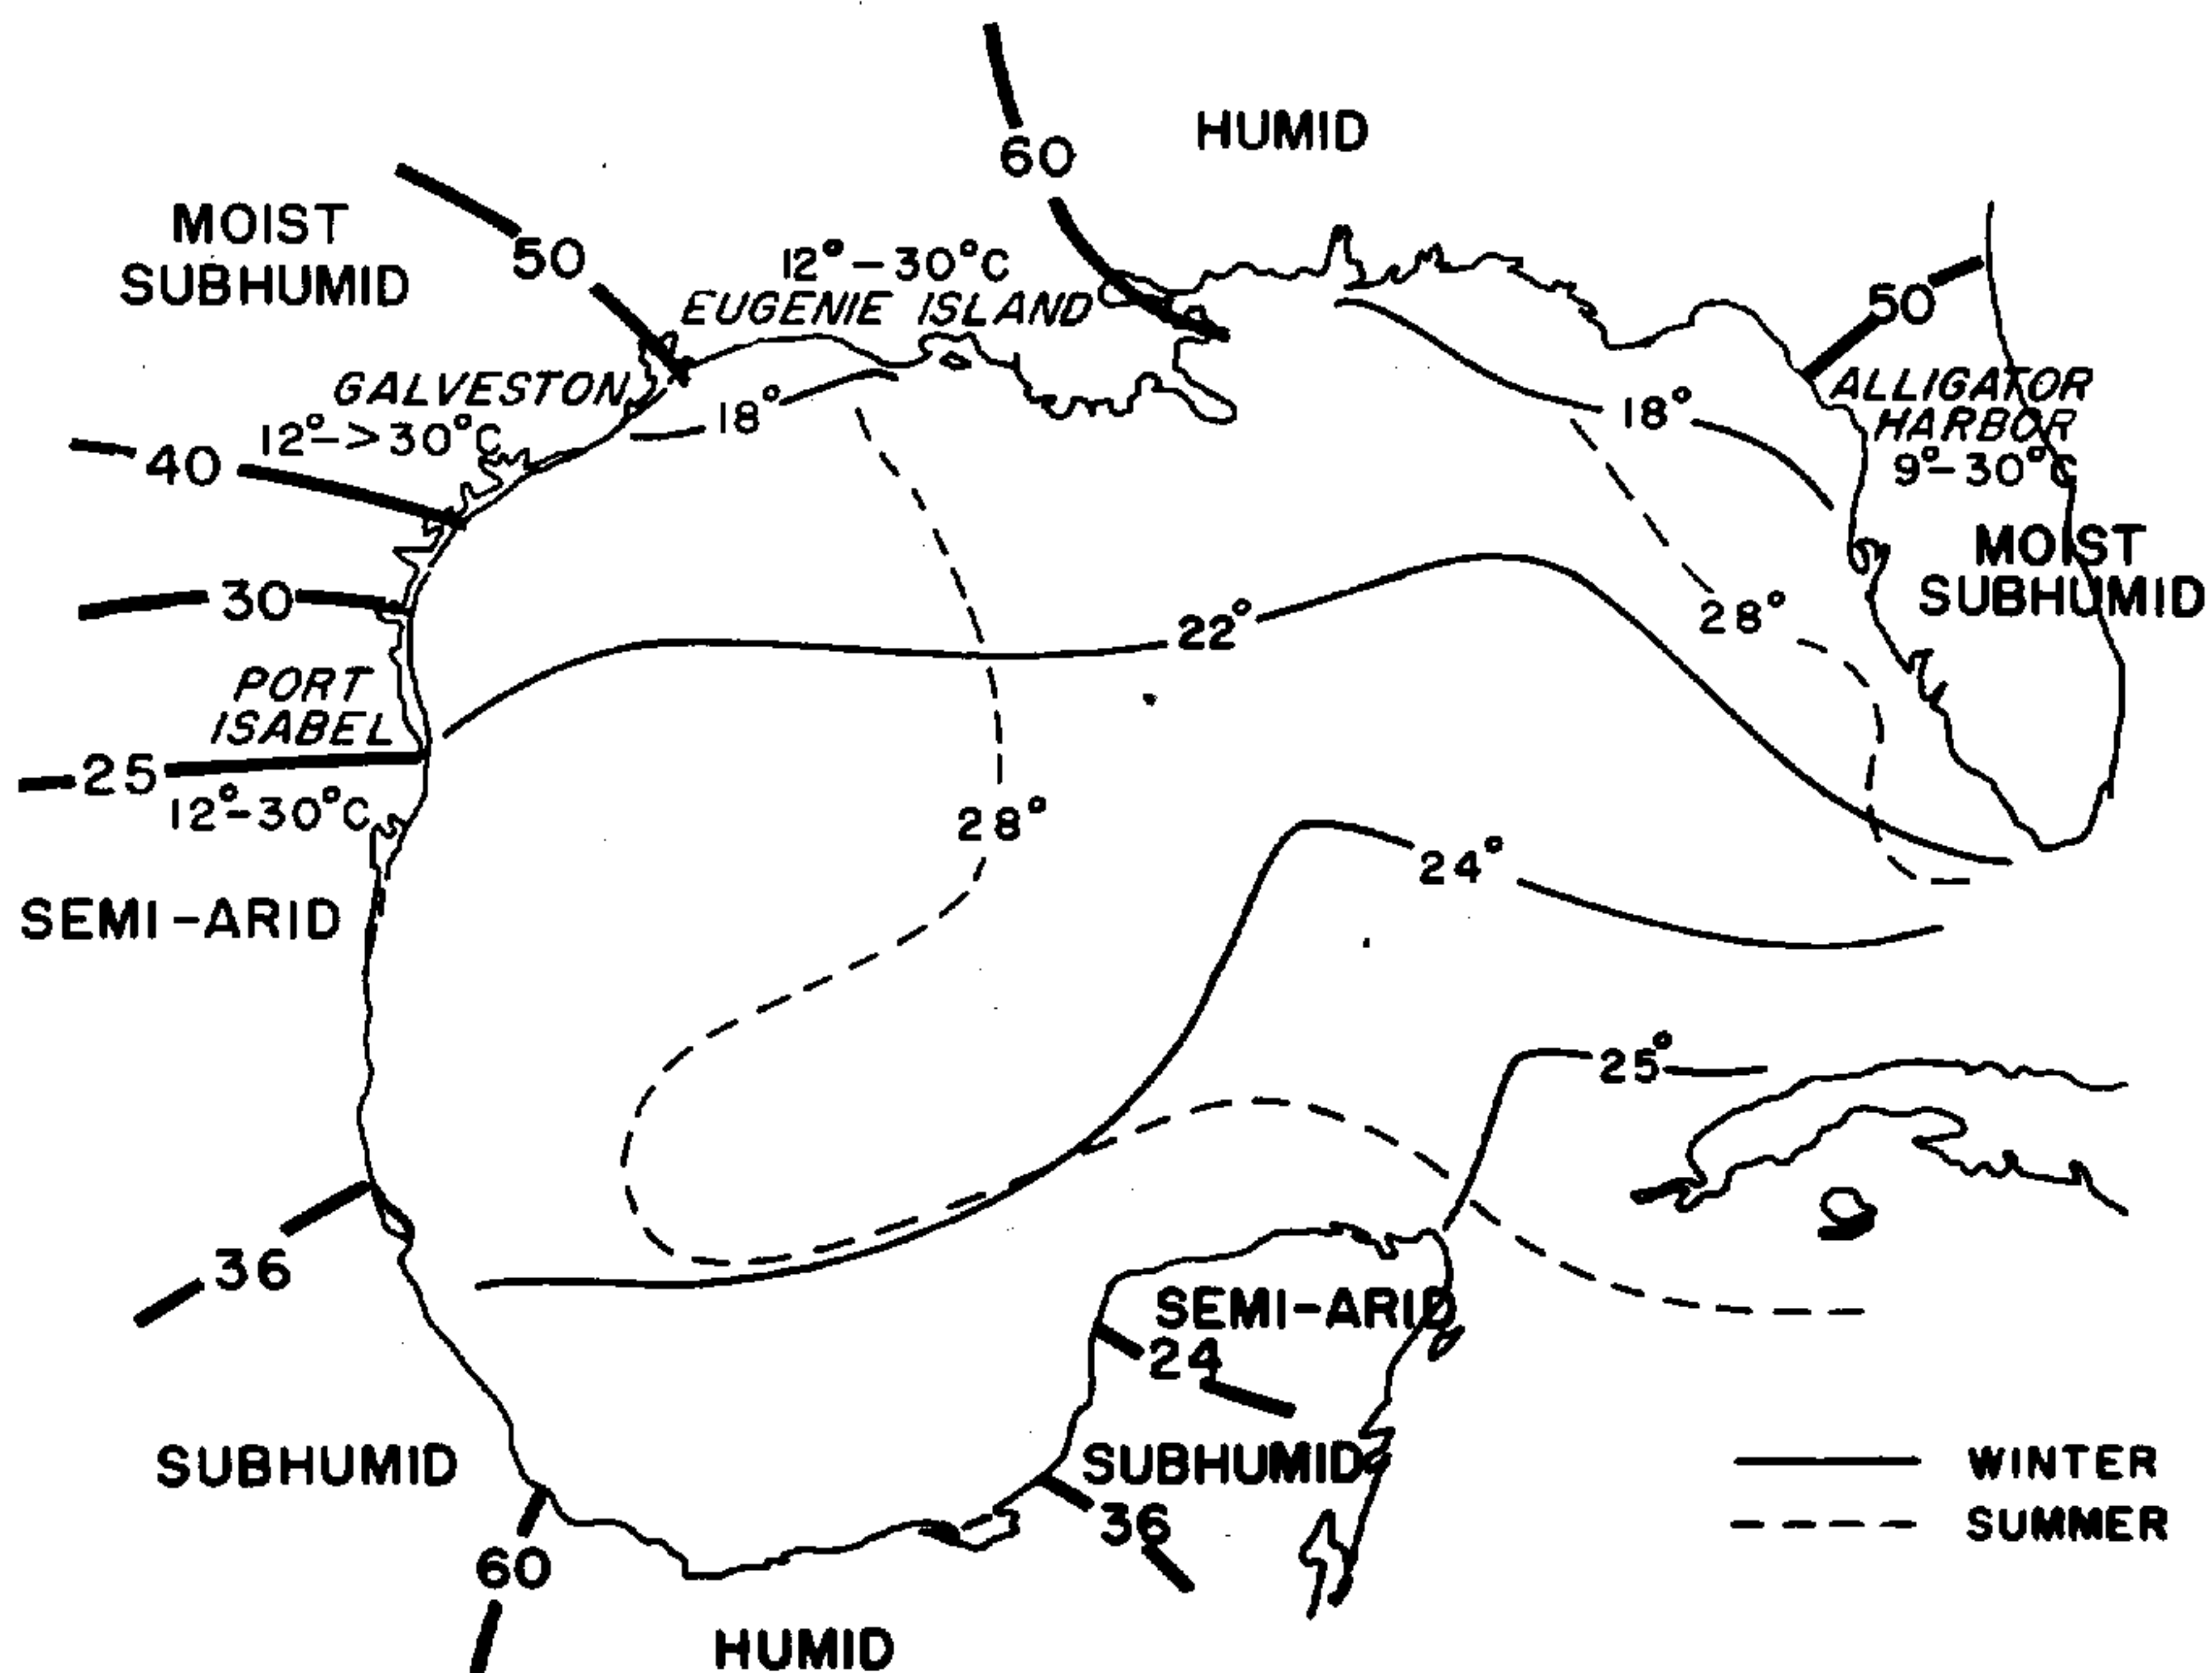 60
HUMID
MOIST
SUBHUMID
50
12°-30°C
EUGENIE ISLAND
50
GALVESTON
12°->30°C
18°
18°
ALLIGATOR
HARBOR
9°-30°C
40
MOIST
SUBHUMID
30
22°
28°
PORT
ISABEL
25
12°-30°C
28°
24°
SEMI-ARID
25°
36
SEMI-ARID
24
SUBHUMID
SUBHUMID
36
60
HUMID
WINTER
SUMMER